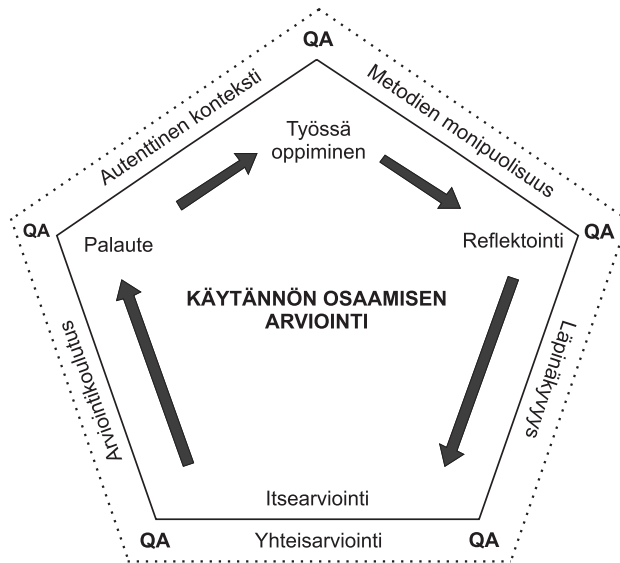 QA
Autenttinen konteksti
Metodien monipuolisuus
Työssä
oppiminen
QA
Palaute
Reflektointi
QA
KÄYTÄNNÖN OSAAMISEN
ARVIOINTI
Arviointikoulutus
Läpinäkyvyys
Itsearviointi
QA
Yhteisarviointi
QA